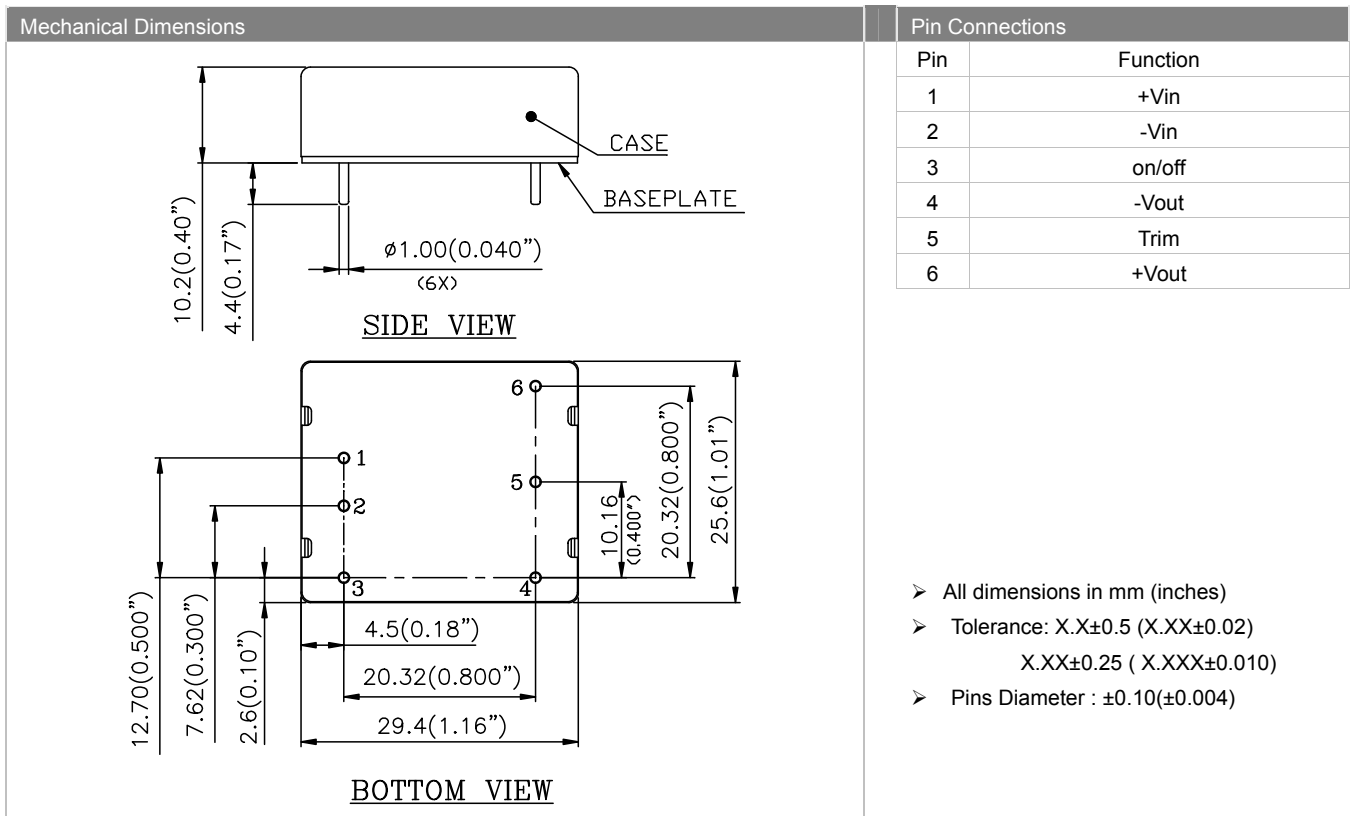 Mechanical Dimensions
CASE
BASEPLATE
10.2(0.40")
4.4(0.17")
ø1.00(0.040")
(6X)
SIDE VIEW
6
1
5
2
3
4
10.16
(0.400")
20.32(0.800")
25.6(1.01")
12.70(0.500")
7.62(0.300")
2.6(0.10")
4.5(0.18")
20.32(0.800")
29.4(1.16")
BOTTOM VIEW
Pin Connections
Pin Function
1 +Vin
2 -Vin
3 on/off
4 -Vout
5 Trim
6 +Vout
➢ All dimensions in mm (inches)
➢ Tolerance: X.X±0.5 (X.XX±0.02)
X.XX±0.25 ( X.XXX±0.010)
➢ Pins Diameter : ±0.10(±0.004)